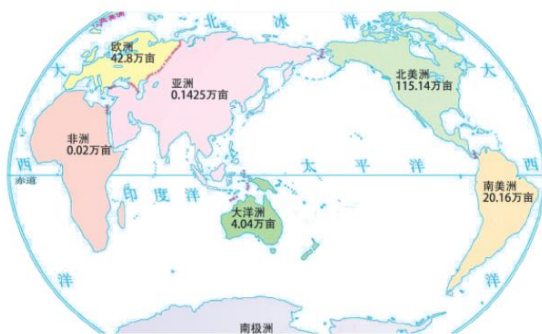 北 冰 洋
欧洲
42.8万亩
大
亚洲
0.1425万亩
北美洲
115.14万亩
大
非洲
0.02万亩
西
太 平 洋
西
赤道
印 度 洋
南美洲
20.16万亩
大洋洲
4.04万亩
洋
洋
南极洲